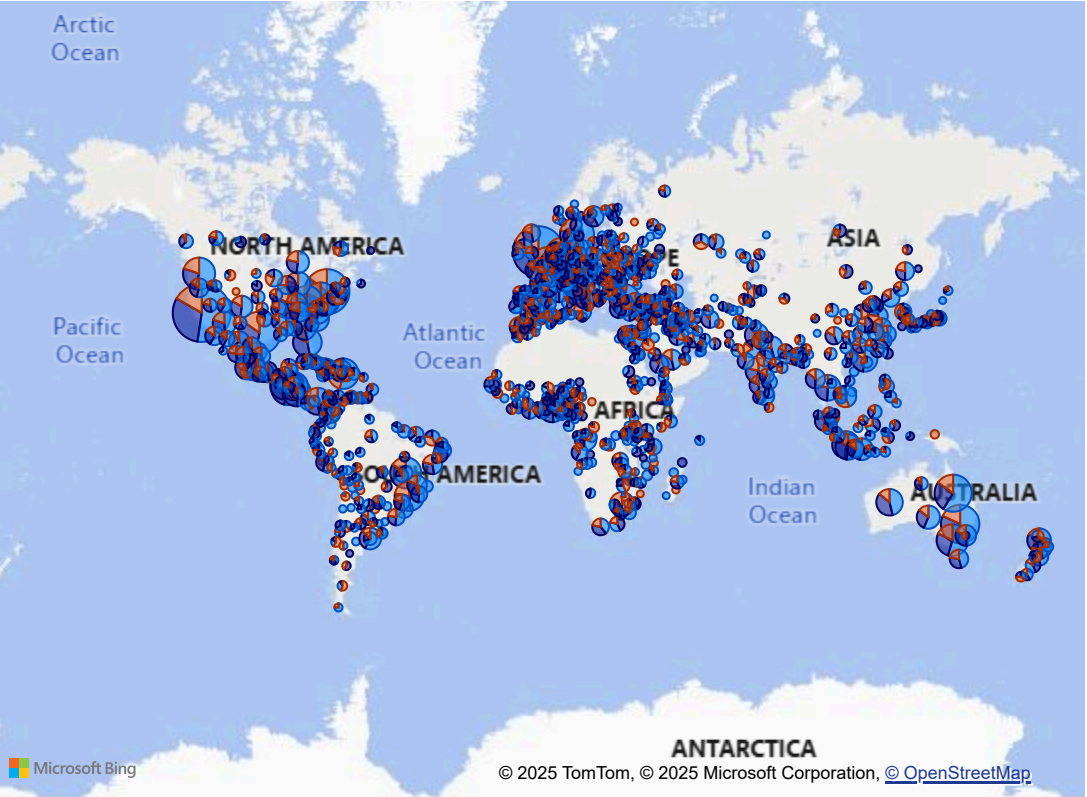 Arctic
Ocean
NORTH AMERICA
ASIA
PE
Pacific
Ocean
Atlantic
Ocean
AFRICA
AMERICA
Indian
Ocean
AUSTRALIA
ANTARCTICA
Microsoft Bing
© 2025 TomTom, © 2025 Microsoft Corporation, © OpenStreetMap